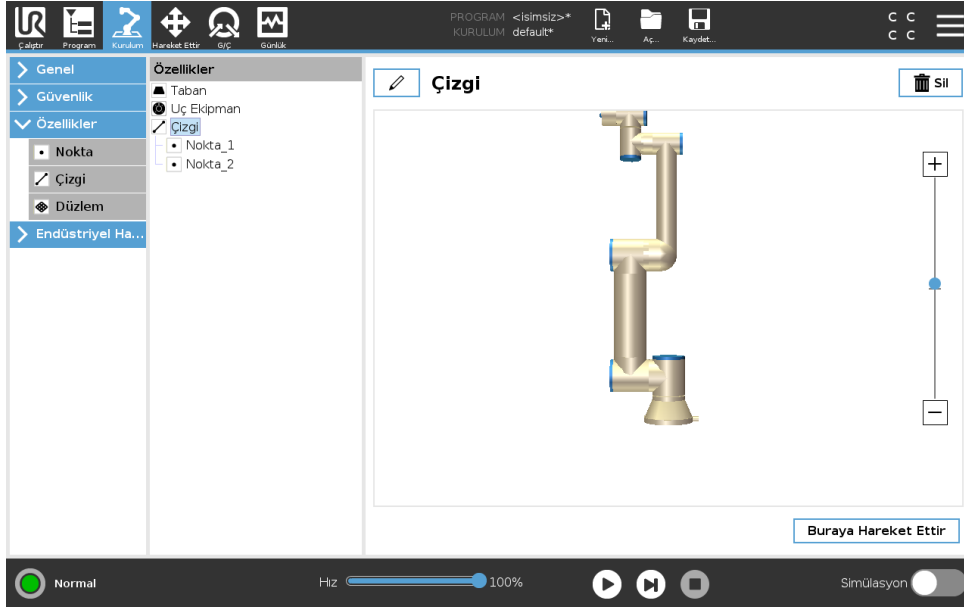 PROGRAM <isimsiz>*
KURULUM default*
Çalıştır Program Kurulum Hareket Ettir G/Ç Günlük Yeni... Aç... Kaydet...
C C
C C
Genel
Güvenlik
Özellikler
Nokta
Çizgi
Düzlem
Endüstriyel Ha...
Özellikler
Taban
Uç Ekipman
Çizgi
Nokta_1
Nokta_2
Çizgi
Sil
Buraya Hareket Ettir
Normal Hız 100% Simülasyon